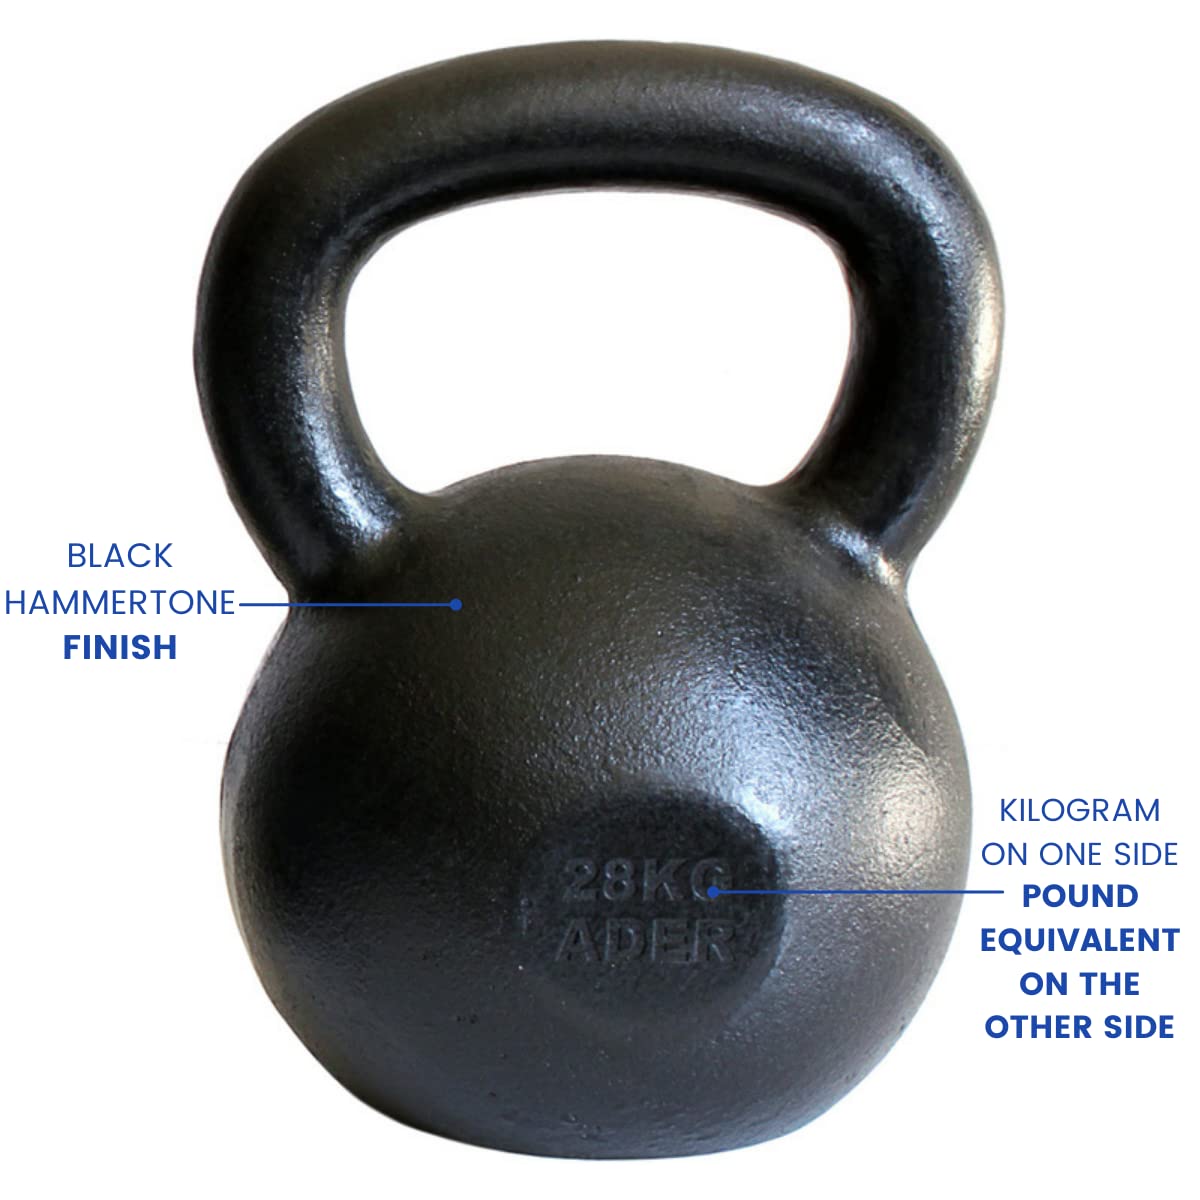 BLACK
HAMMERTONE
FINISH
28KG
ADER
KILOGRAM
ON ONE SIDE
POUND
EQUIVALENT
ON THE
OTHER SIDE